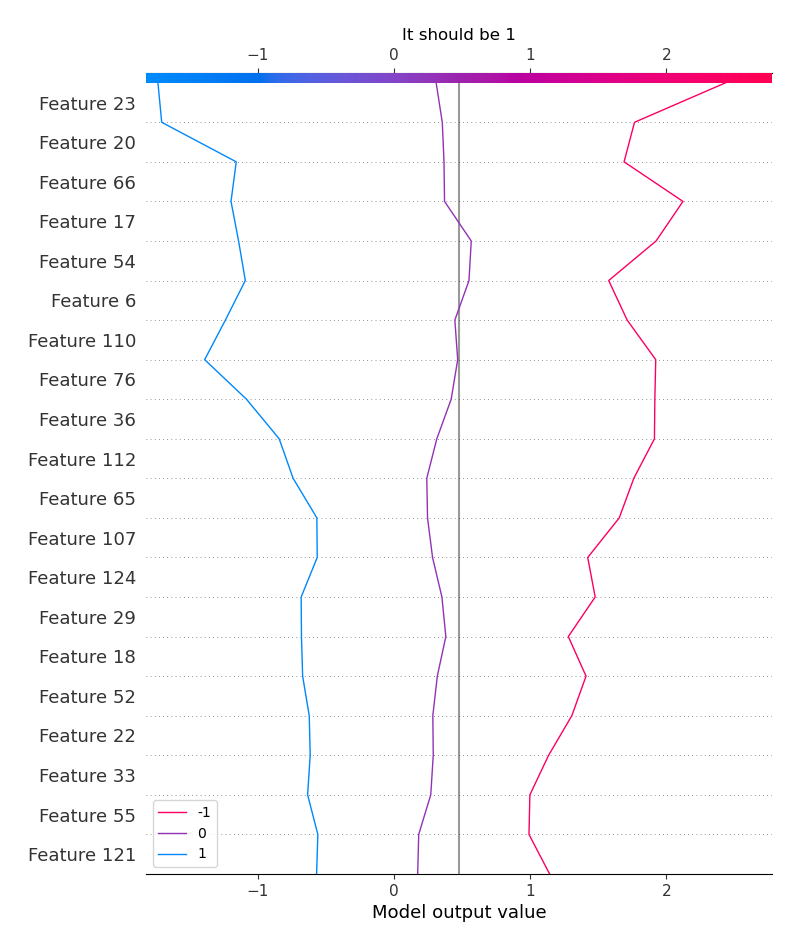 It should be 1
−1 0 1 2
Feature 23
Feature 20
Feature 66
Feature 17
Feature 54
Feature 6
Feature 110
Feature 76
Feature 36
Feature 112
Feature 65
Feature 107
Feature 124
Feature 29
Feature 18
Feature 52
Feature 22
Feature 33
Feature 55
Feature 121
-1
0
1
−1 0 1 2
Model output value